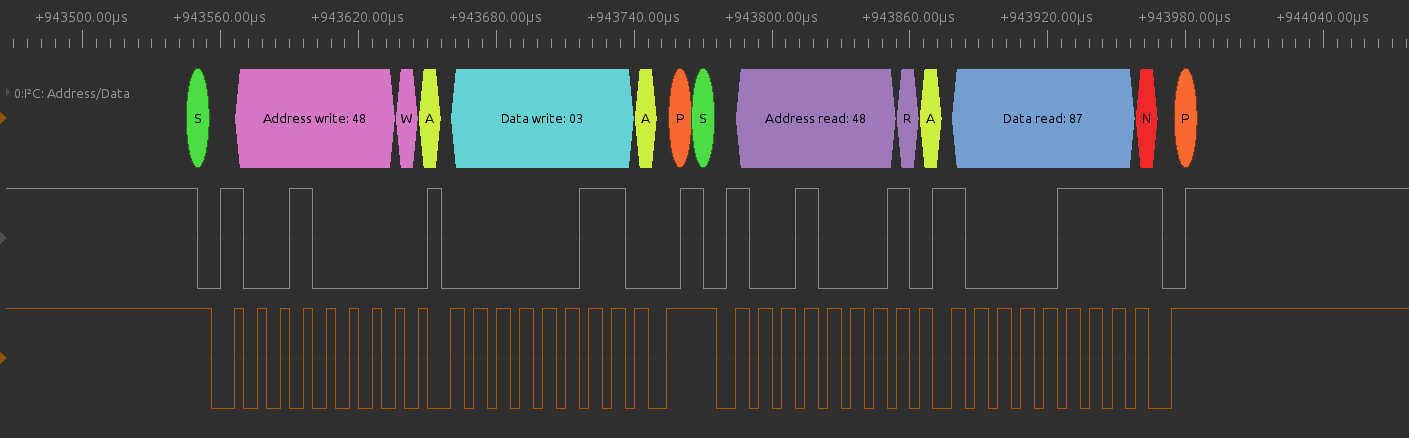 +943500.00µs +943560.00µs +943620.00µs +943680.00µs +943740.00µs +943800.00µs +943860.00µs +943920.00µs +943980.00µs +944040.00µs
0:I²C: Address/Data
S Address write: 48 W A Data write: 03 A P S Address read: 48 R A Data read: 87 N P